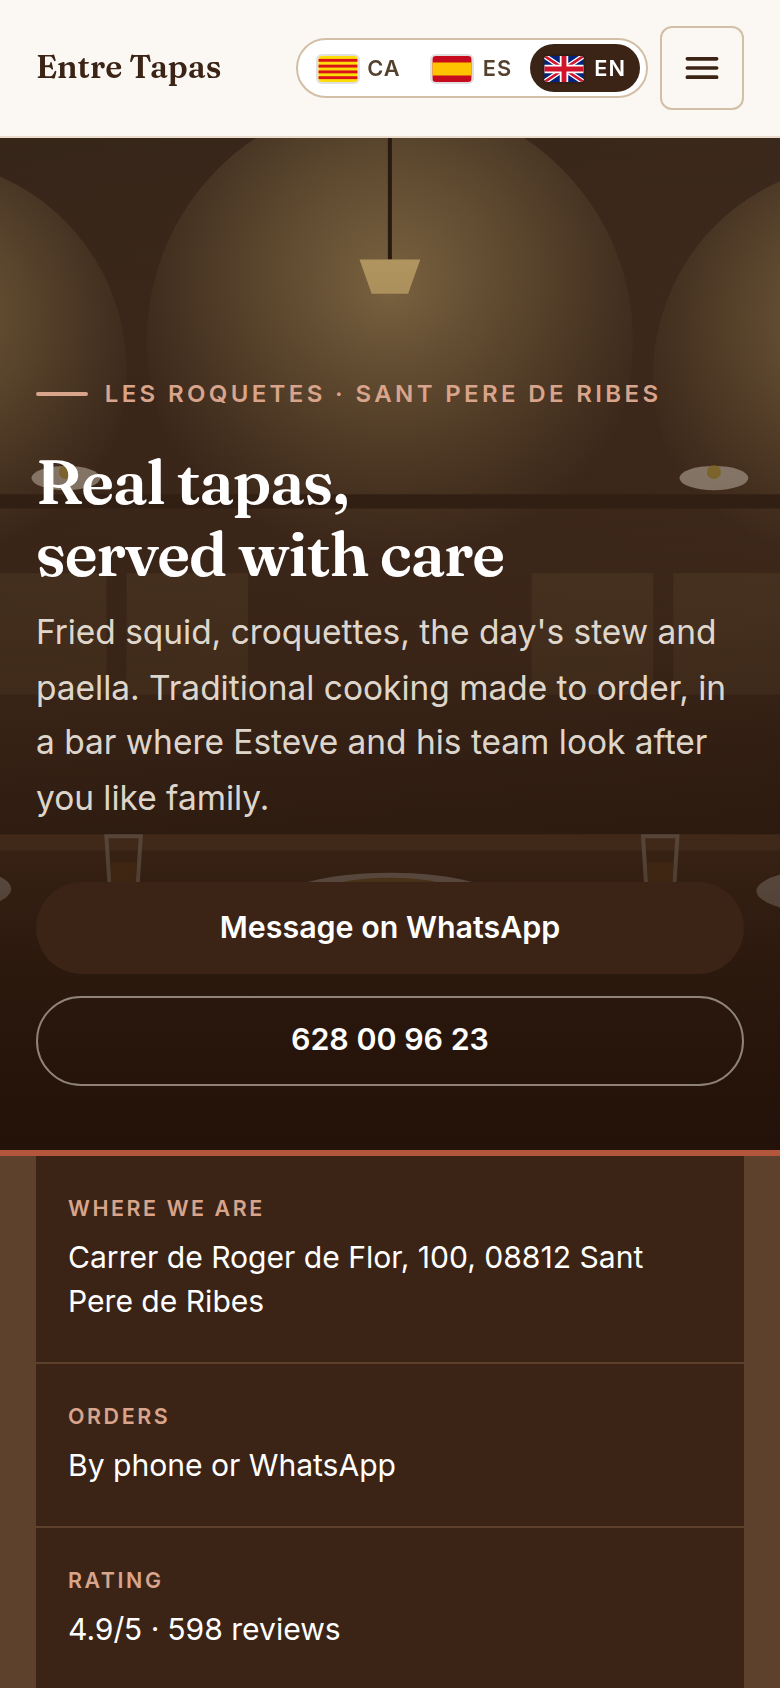 Entre Tapas
CA
ES
EN
LES ROQUETES · SANT PERE DE RIBES
Real tapas,
served with care
Fried squid, croquettes, the day's stew and
paella. Traditional cooking made to order, in
a bar where Esteve and his team look after
you like family.
Message on WhatsApp
628 00 96 23
WHERE WE ARE
Carrer de Roger de Flor, 100, 08812 Sant
Pere de Ribes
ORDERS
By phone or WhatsApp
RATING
4.9/5 · 598 reviews